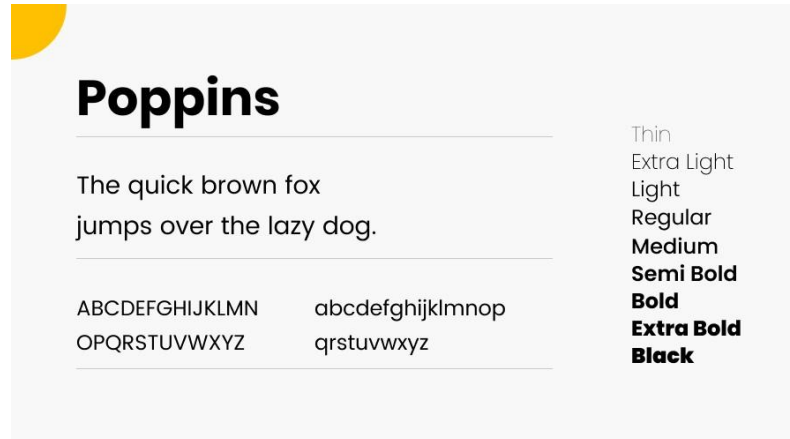 Poppins
The quick brown fox
jumps over the lazy dog.
ABCDEFGHIJKLMN
OPQRSTUVWXYZ
abcdefghijklmnop
qrstuvwxyz
Thin
Extra Light
Light
Regular
Medium
Semi Bold
Bold
Extra Bold
Black